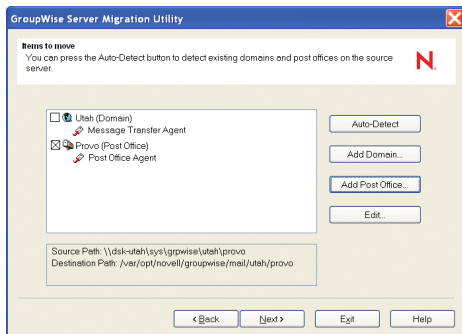 GroupWise Server Migration Utility
Items to move
You can press the Auto-Detect button to detect existing domains and post offices on the source
server.
N.
Utah (Domain)
Message Transfer Agent
Provo (Post Office)
Post Office Agent
Auto-Detect
Add Domain...
Add Post Office...
Edit...
Source Path: \\dsk-utah\sys\grpwise\utah\provo
Destination Path: /var/opt/novell/groupwise/mail/utah/provo
< Back
Next >
Exit
Help